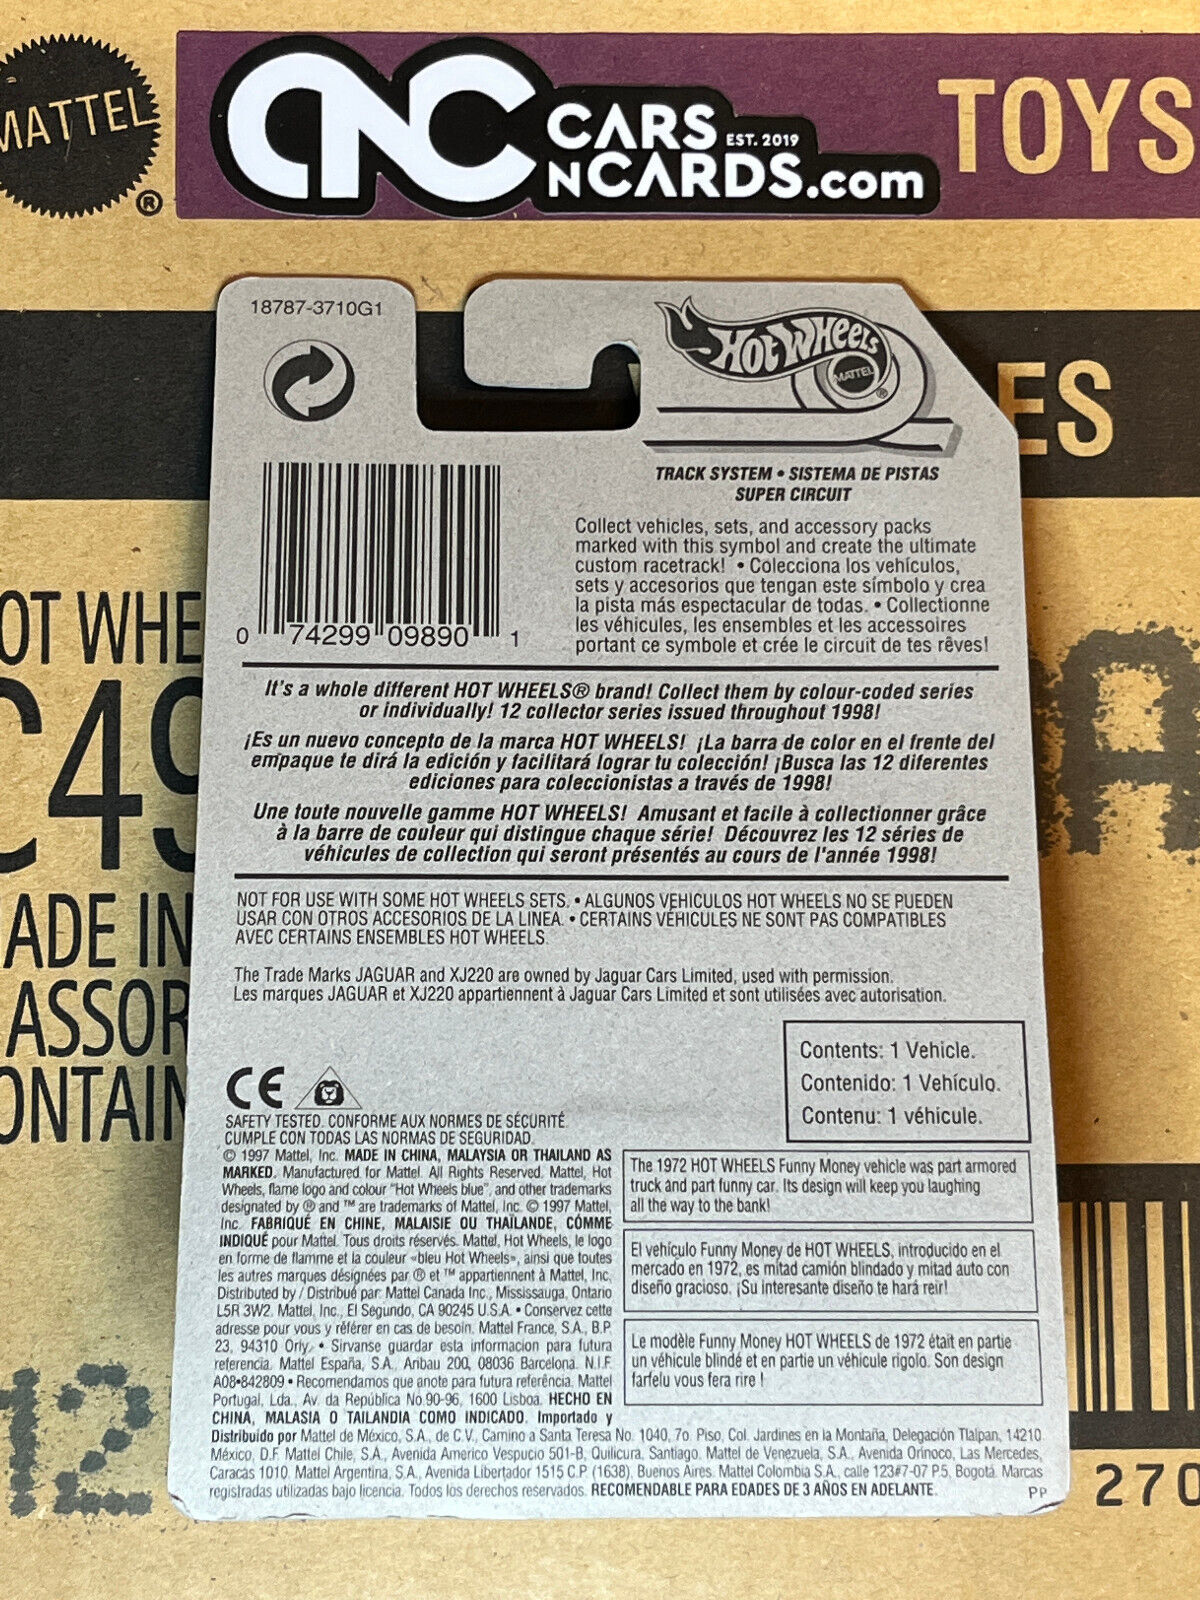 MATTEL
®
CNC CARS
EST. 2019
NCARDS.com
TOYS
18787-3710G1
Hot Wheels
MATTEL
®
ES
TRACK SYSTEM • SISTEMA DE PISTAS
SUPER CIRCUIT
Collect vehicles, sets, and accessory packs
marked with this symbol and create the ultimate
custom racetrack! • Colecciona los vehículos,
sets y accesorios que tengan este símbolo y crea
la pista más espectacular de todas. • Collectionne
les véhicules, les ensembles et les accessoires
portant ce symbole et crée le circuit de tes rêves!
0 74299 09890 1
OT WHE
C49
ADE IN
ASSOR
ONTAIN
12
A
270
It's a whole different HOT WHEELS® brand! Collect them by colour-coded series
or individually! 12 collector series issued throughout 1998!
¡Es un nuevo concepto de la marca HOT WHEELS! ¡La barra de color en el frente del
empaque te dirá la edición y facilitará lograr tu colección! ¡Busca las 12 diferentes
ediciones para coleccionistas a través de 1998!
Une toute nouvelle gamme HOT WHEELS! Amusant et facile à collectionner grâce
à la barre de couleur qui distingue chaque série! Découvrez les 12 séries de
véhicules de collection qui seront présentés au cours de l'année 1998!
NOT FOR USE WITH SOME HOT WHEELS SETS. • ALGUNOS VEHICULOS HOT WHEELS NO SE PUEDEN
USAR CON OTROS ACCESORIOS DE LA LINEA. • CERTAINS VÉHICULES NE SONT PAS COMPATIBLES
AVEC CERTAINS ENSEMBLES HOT WHEELS.
The Trade Marks JAGUAR and XJ220 are owned by Jaguar Cars Limited, used with permission.
Les marques JAGUAR et XJ220 appartiennent à Jaguar Cars Limited et sont utilisées avec autorisation.
Contents: 1 Vehicle.
Contenido: 1 Vehículo.
Contenu: 1 véhicule.
CE
SAFETY TESTED. CONFORME AUX NORMES DE SÉCURITÉ.
CUMPLE CON TODAS LAS NORMAS DE SEGURIDAD.
© 1997 Mattel, Inc. MADE IN CHINA, MALAYSIA OR THAILAND AS
MARKED. Manufactured for Mattel. All Rights Reserved. Mattel, Hot
Wheels, flame logo and colour "Hot Wheels blue", and other trademarks
designated by ® and ™ are trademarks of Mattel, Inc. © 1997 Mattel,
Inc. FABRIQUÉ EN CHINE, MALAISIE OU THAÏLANDE, COMME
INDIQUÉ pour Mattel. Tous droits réservés. Mattel, Hot Wheels, le logo
en forme de flamme et la couleur «bleu Hot Wheels», ainsi que toutes
les autres marques désignées par ® et ™ appartiennent à Mattel, Inc.
Distributed by / Distribué par: Mattel Canada Inc., Mississauga, Ontario
L5R 3W2. Mattel, Inc., El Segundo, CA 90245 U.S.A. • Conservez cette
adresse pour vous y référer en cas de besoin. Mattel France, S.A., B.P.
23, 94310 Orly. • Sirvanse guardar esta informacion para futura
referencia. Mattel España, S.A. Aribau 200, 08036 Barcelona. N.I.F.
A08•842809 • Recomendamos que anote para futura referência. Mattel
Portugal, Lda., Av. da República No.90-96, 1600 Lisboa. HECHO EN
CHINA, MALASIA O TAILANDIA COMO INDICADO. Importado y
Distribuido por Mattel de México, S.A. de C.V., Camino a Santa Teresa No. 1040, 7o. Piso, Col. Jardines en la Montaña, Delegación Tlalpan, 14210
México, D.F. Mattel Chile, S.A., Avenida Americo Vespucio 501-B, Quilicura, Santiago. Mattel de Venezuela, S.A., Avenida Orinoco, Las Mercedes,
Caracas 1010. Mattel Argentina, S.A., Avenida Libertador 1515 C.P. (1638), Buenos Aires. Mattel Colombia S.A., calle 123#7-07 P.5, Bogotá. Marcas
registradas utilizadas bajo licencia. Todos los derechos reservados. RECOMENDABLE PARA EDADES DE 3 AÑOS EN ADELANTE.
The 1972 HOT WHEELS Funny Money vehicle was part armored
truck and part funny car. Its design will keep you laughing
all the way to the bank!
El vehículo Funny Money de HOT WHEELS, introducido en el
mercado en 1972, es mitad camión blindado y mitad auto con
diseño gracioso. ¡Su interesante diseño te hará reir!
Le modèle Funny Money HOT WHEELS de 1972 était en partie
un véhicule blindé et en partie un véhicule rigolo. Son design
farfelu vous fera rire !
PP